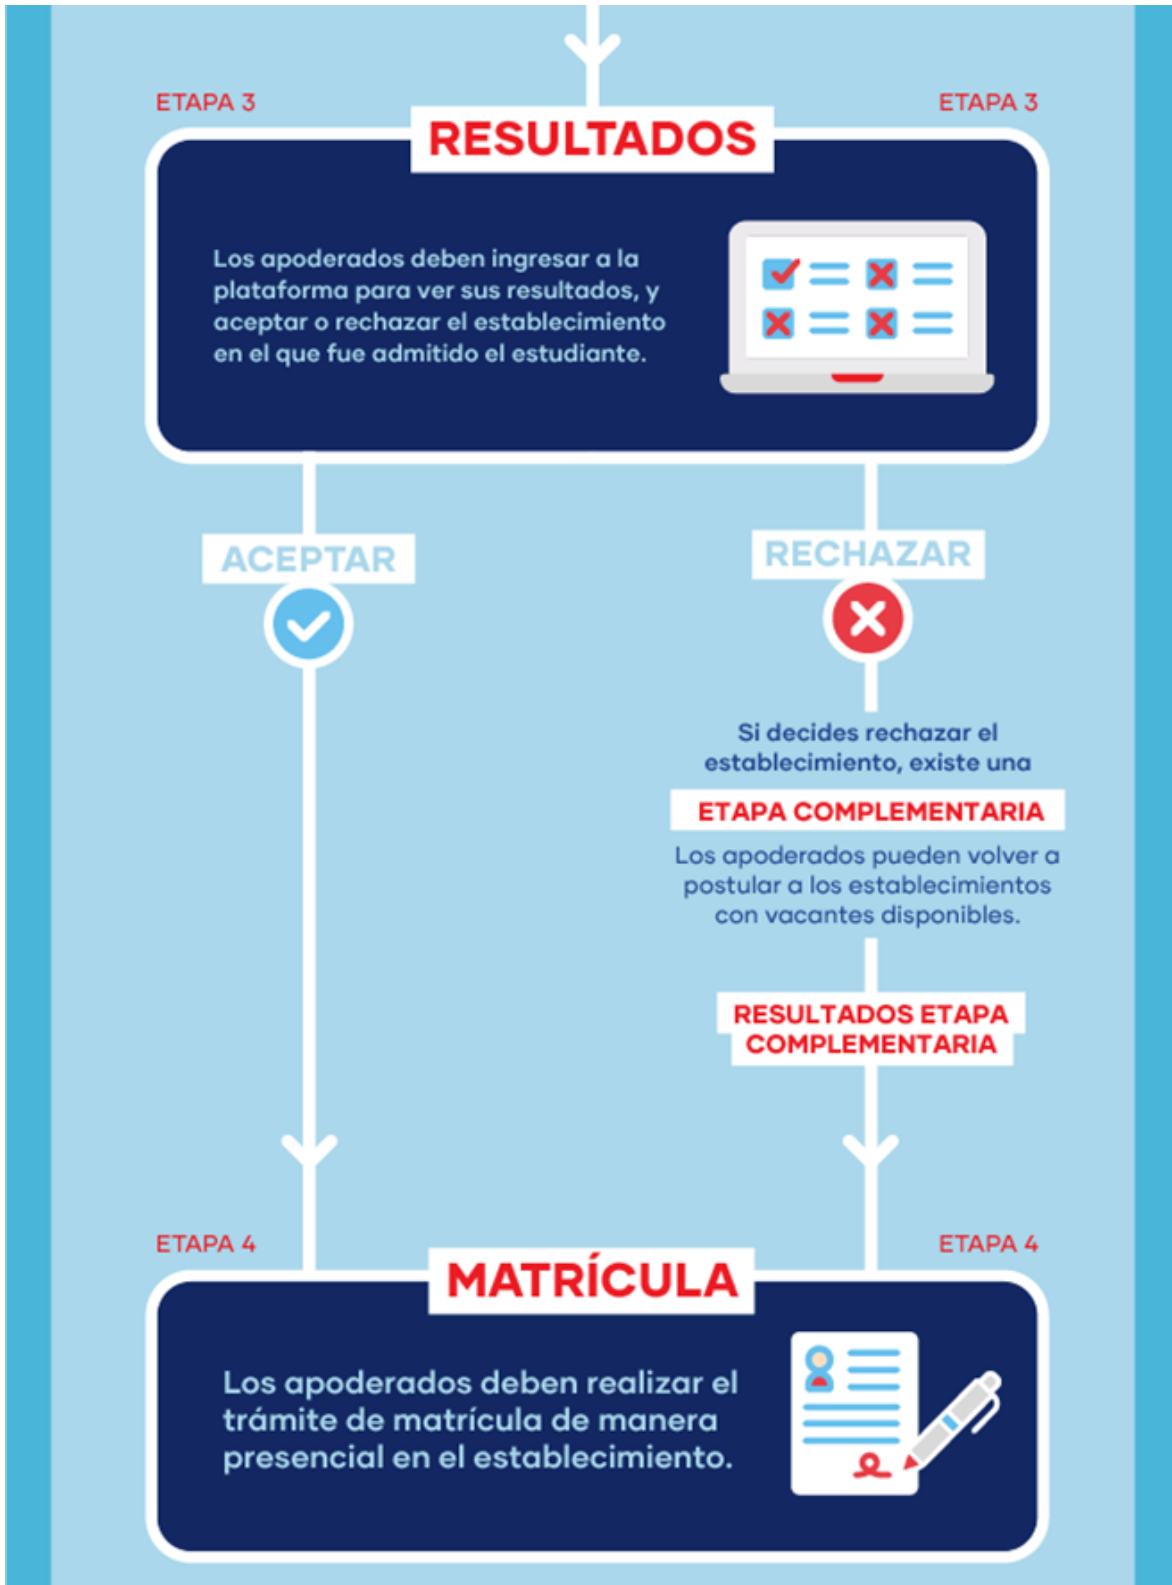 ETAPA 3
ETAPA 3
RESULTADOS
Los apoderados deben ingresar a la
plataforma para ver sus resultados, y
aceptar o rechazar el establecimiento
en el que fue admitido el estudiante.
ACEPTAR
RECHAZAR
Si decides rechazar el
establecimiento, existe una
ETAPA COMPLEMENTARIA
Los apoderados pueden volver a
postular a los establecimientos
con vacantes disponibles.
RESULTADOS ETAPA
COMPLEMENTARIA
ETAPA 4
ETAPA 4
MATRÍCULA
Los apoderados deben realizar el
trámite de matrícula de manera
presencial en el establecimiento.